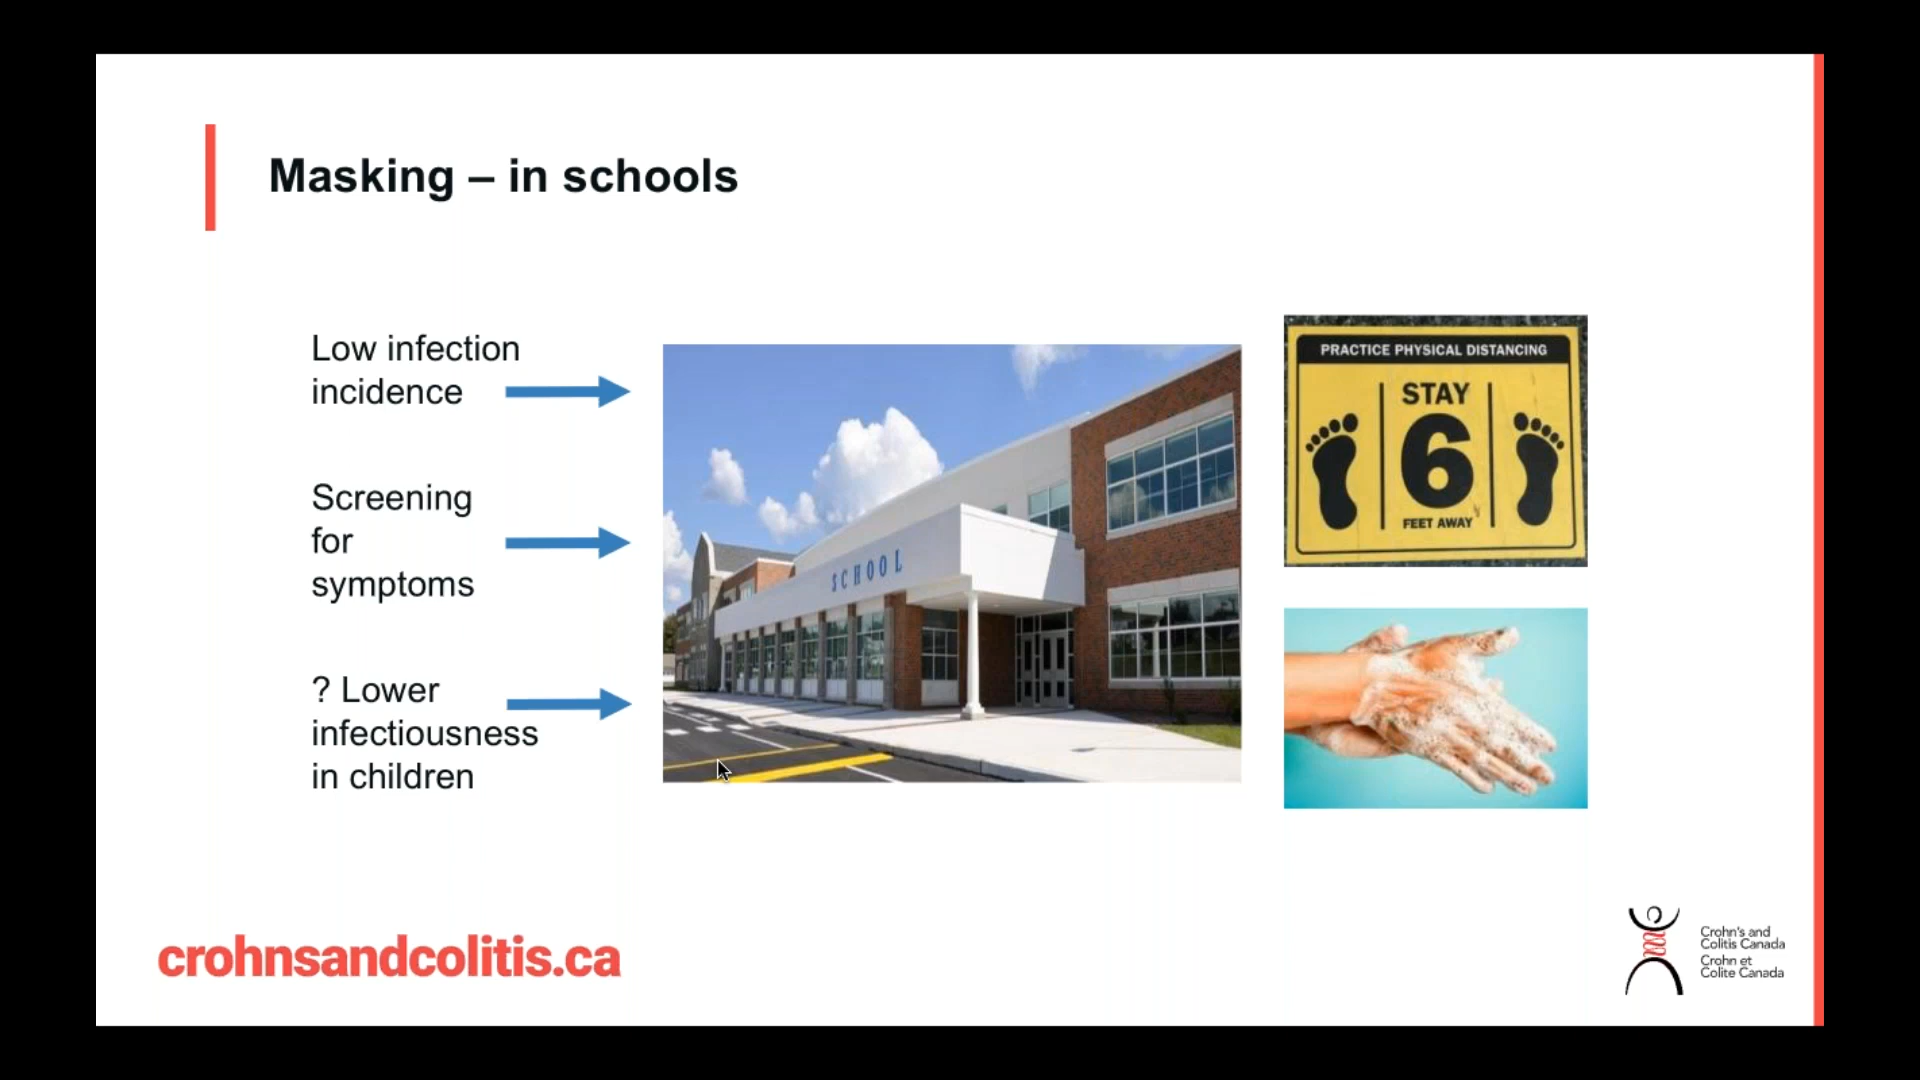 Masking – in schools
Low infection
incidence
Screening
for
symptoms
? Lower
infectiousness
in children
SCHOOL
PRACTICE PHYSICAL DISTANCING
STAY
6
FEET AWAY
crohnsandcolitis.ca
Crohn's and
Colitis Canada
Crohn et
Colite Canada